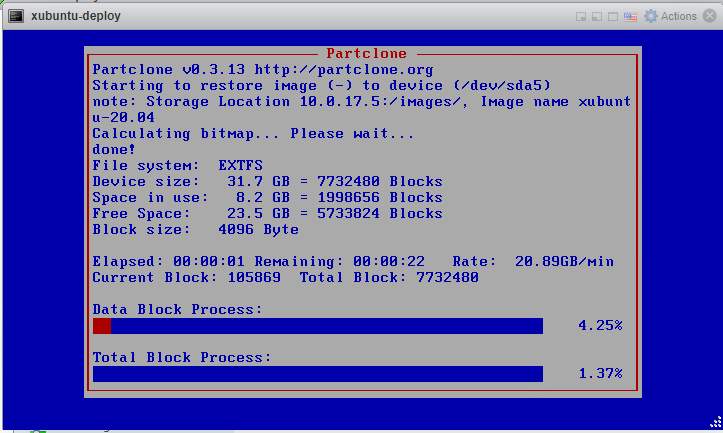 xubuntu-deploy
Actions
Partclone
Partclone v0.3.13 http://partclone.org
Starting to restore image (-) to device (/dev/sda5)
note: Storage Location 10.0.17.5:/images/, Image name xubunt
u-20.04
Calculating bitmap... Please wait...
done!
File system:  EXTFS
Device size:   31.7 GB = 7732480 Blocks
Space in use:   8.2 GB = 1998656 Blocks
Free Space:    23.5 GB = 5733824 Blocks
Block size:   4096 Byte
Elapsed: 00:00:01 Remaining: 00:00:22   Rate:  20.89GB/min
Current Block: 105869  Total Block: 7732480
Data Block Process:
4.25%
Total Block Process:
1.37%